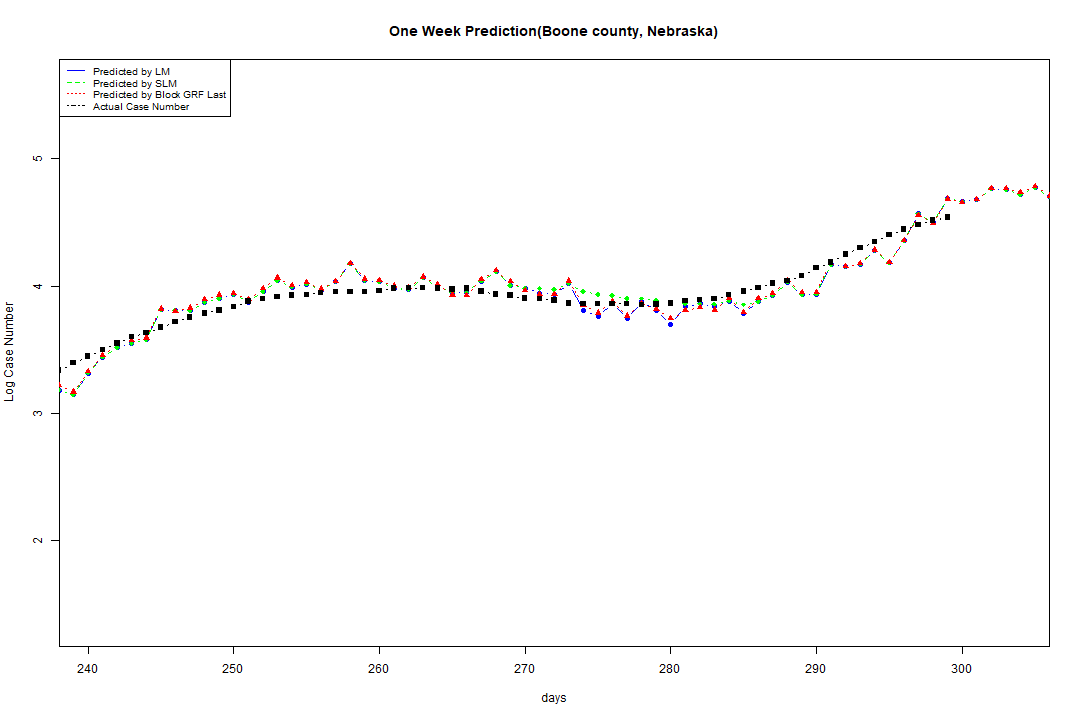 One Week Prediction(Boone county, Nebraska)
Predicted by LM
Predicted by SLM
Predicted by Block GRF Last
Actual Case Number
5
4
3
2
Log Case Number
240 250 260 270 280 290 300
days